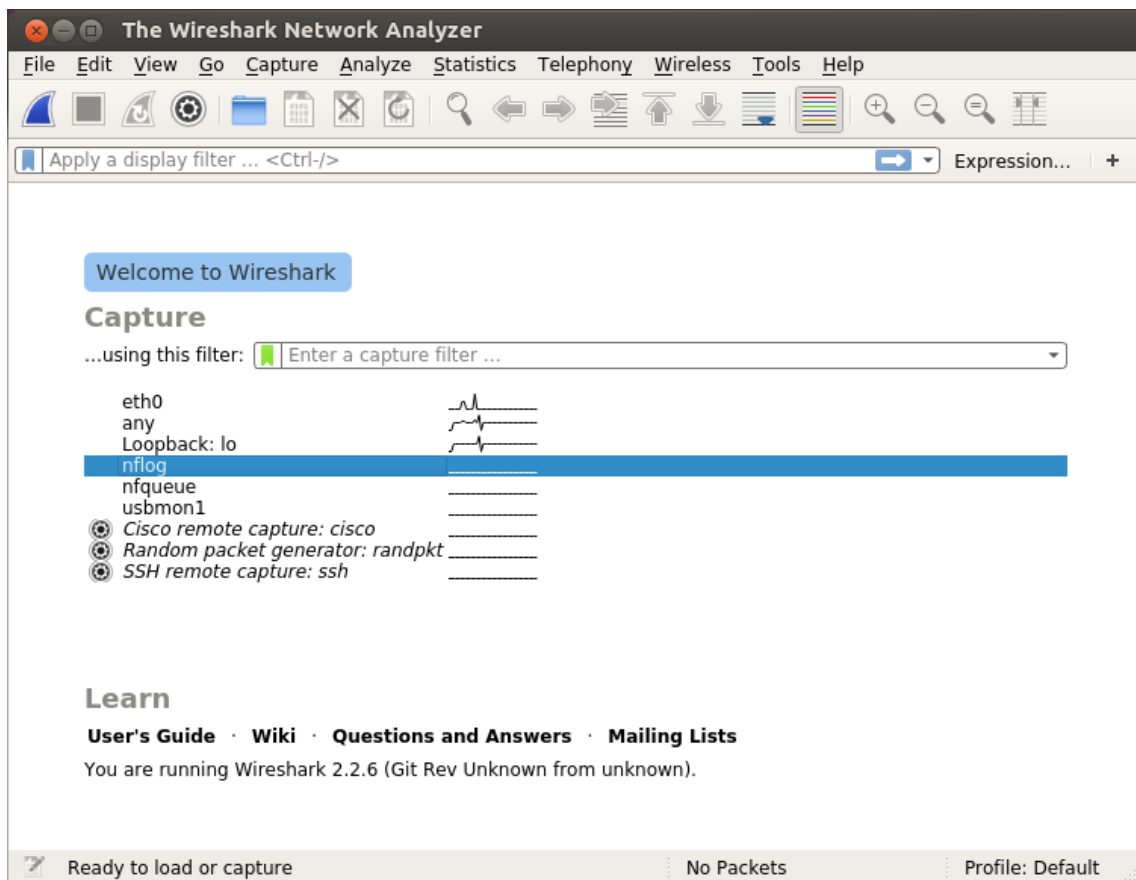 The Wireshark Network Analyzer
File Edit View Go Capture Analyze Statistics Telephony Wireless Tools Help
Apply a display filter ... <Ctrl-/> Expression... +
Welcome to Wireshark
Capture
...using this filter: Enter a capture filter ...
eth0
any
Loopback: lo
nflog
nfqueue
usbmon1
Cisco remote capture: cisco
Random packet generator: randpkt
SSH remote capture: ssh
Learn
User's Guide · Wiki · Questions and Answers · Mailing Lists
You are running Wireshark 2.2.6 (Git Rev Unknown from unknown).
Ready to load or capture No Packets Profile: Default